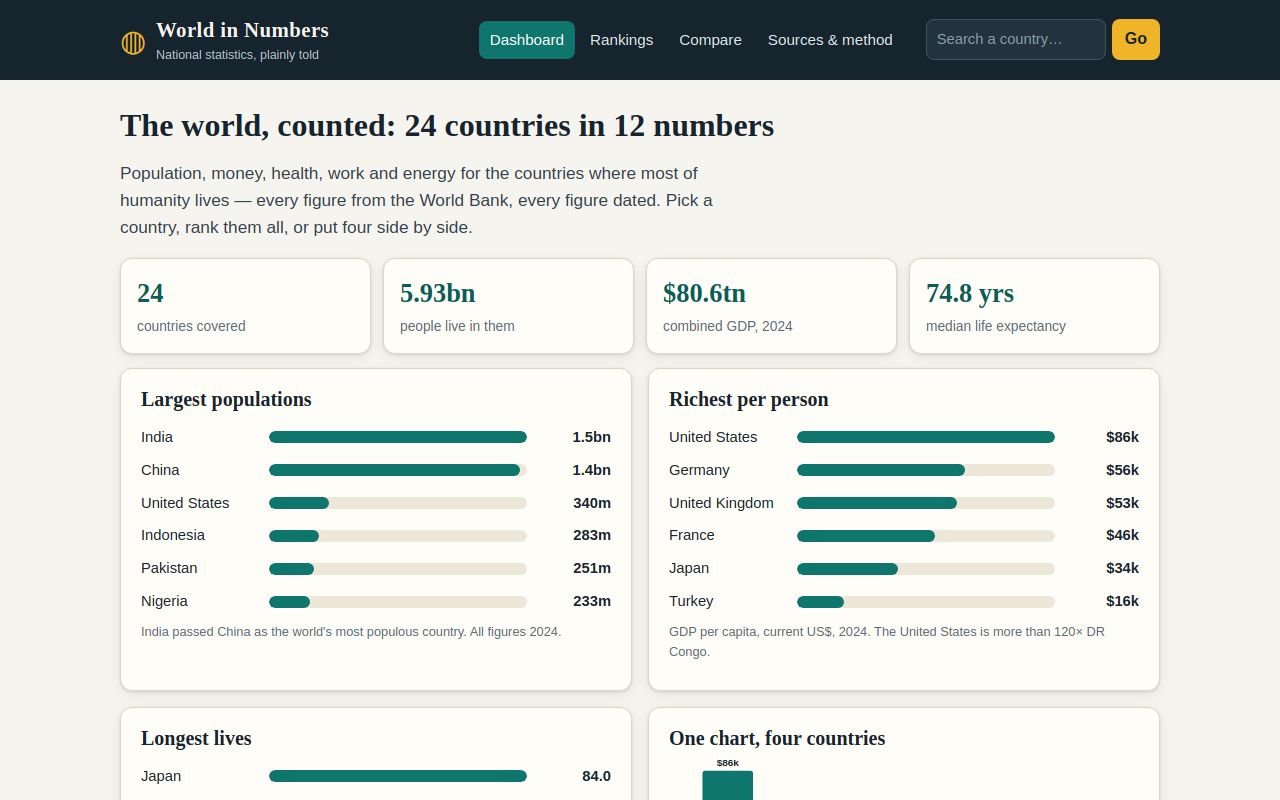 World in Numbers
National statistics, plainly told
Dashboard
Rankings
Compare
Sources & method
Search a country…
Go
The world, counted: 24 countries in 12 numbers
Population, money, health, work and energy for the countries where most of
humanity lives — every figure from the World Bank, every figure dated. Pick a
country, rank them all, or put four side by side.
24
countries covered
5.93bn
people live in them
$80.6tn
combined GDP, 2024
74.8 yrs
median life expectancy
Largest populations
India 1.5bn
China 1.4bn
United States 340m
Indonesia 283m
Pakistan 251m
Nigeria 233m
India passed China as the world's most populous country. All figures 2024.
Richest per person
United States $86k
Germany $56k
United Kingdom $53k
France $46k
Japan $34k
Turkey $16k
GDP per capita, current US$, 2024. The United States is more than 120× DR
Congo.
Longest lives
Japan 84.0
One chart, four countries
$86k